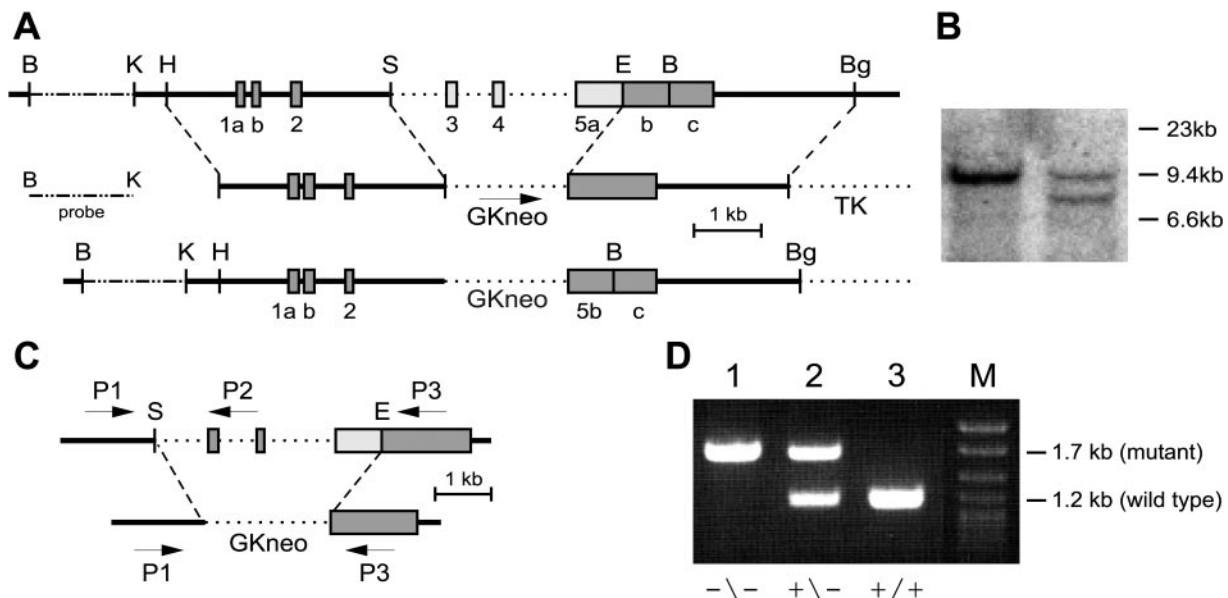 A
B K H S E B Bg
1a b 2 3 4 5a b c
B K
probe
GKneo
TK
1 kb
B K H B Bg
1a b 2 GKneo 5b c
B
23kb
9.4kb
6.6kb
C
P1 S P2 E P3
1 kb
GKneo
P1 P3
D
1 2 3 M
1.7 kb (mutant)
1.2 kb (wild type)
−\− +\− +/+